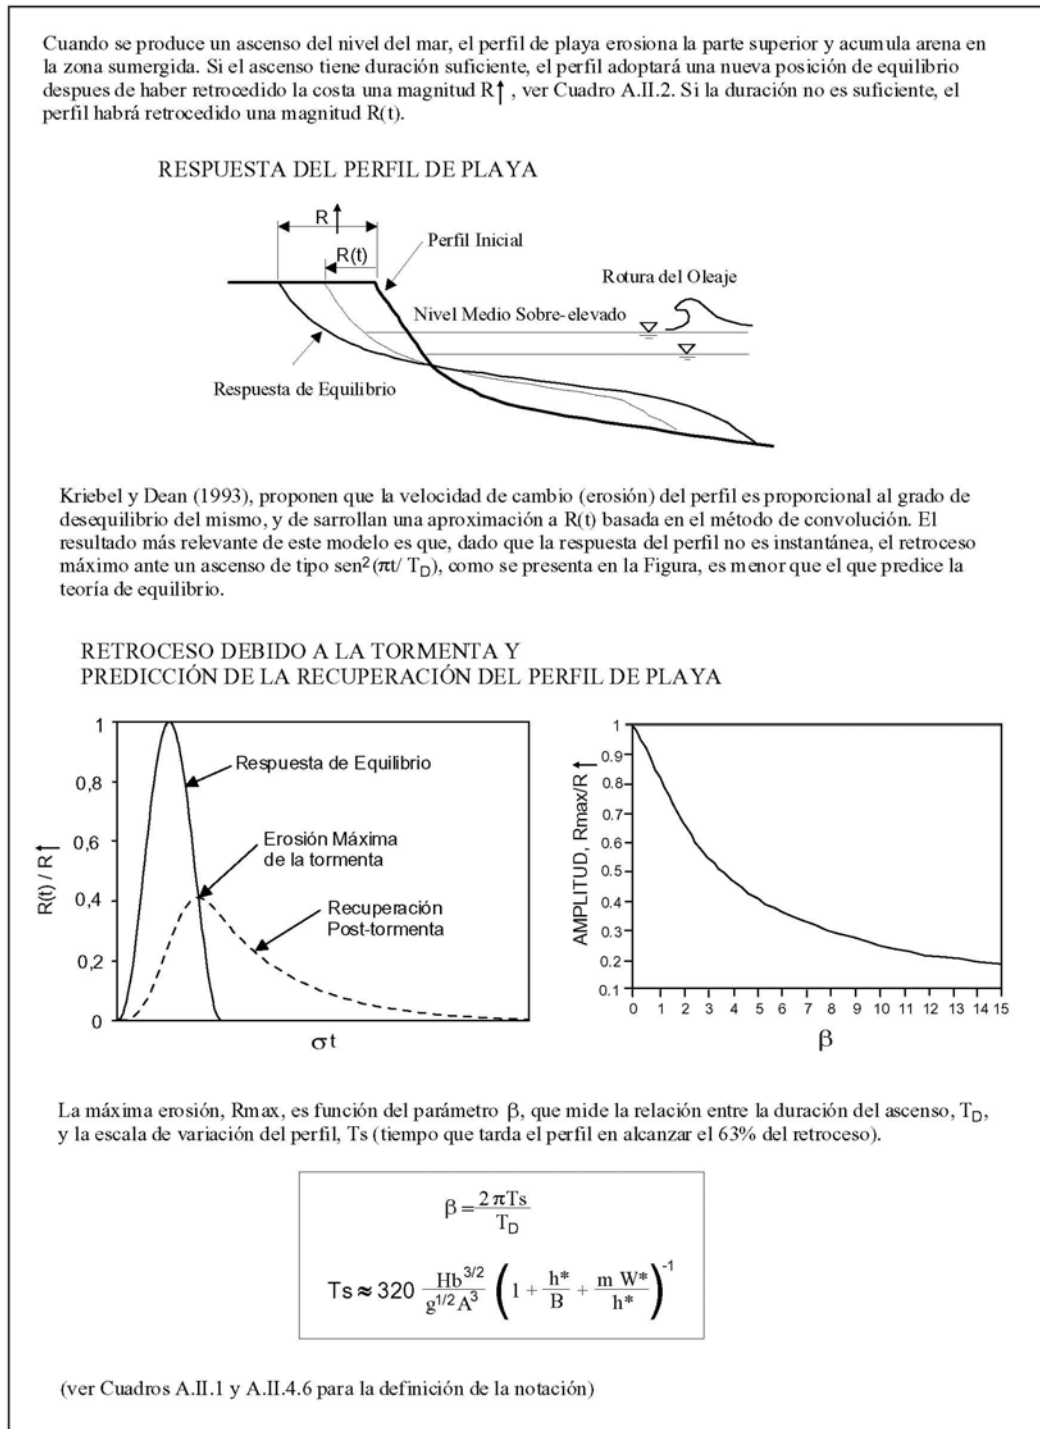 Cuando se produce un ascenso del nivel del mar, el perfil de playa erosiona la parte superior y acumula arena en
la zona sumergida. Si el ascenso tiene duración suficiente, el perfil adoptará una nueva posición de equilibrio
despues de haber retrocedido la costa una magnitud R↑ , ver Cuadro A.II.2. Si la duración no es suficiente, el
perfil habrá retrocedido una magnitud R(t).
RESPUESTA DEL PERFIL DE PLAYA
R↑
R(t)
Perfil Inicial
Rotura del Oleaje
Nivel Medio Sobre-elevado
Respuesta de Equilibrio
Kriebel y Dean (1993), proponen que la velocidad de cambio (erosión) del perfil es proporcional al grado de
desequilibrio del mismo, y de sarrollan una aproximación a R(t) basada en el método de convolución. El
resultado más relevante de este modelo es que, dado que la respuesta del perfil no es instantánea, el retroceso
máximo ante un ascenso de tipo sen²(πt/ T_D), como se presenta en la Figura, es menor que el que predice la
teoría de equilibrio.
RETROCESO DEBIDO A LA TORMENTA Y
PREDICCIÓN DE LA RECUPERACIÓN DEL PERFIL DE PLAYA
1
0,8
0,6
0,4
0,2
0
R(t) / R↑
Respuesta de Equilibrio
Erosión Máxima
de la tormenta
Recuperación
Post-tormenta
σt
1
0.9
0.8
0.7
0.6
0.5
0.4
0.3
0.2
0.1
AMPLITUD, Rmax/R↑
0 1 2 3 4 5 6 7 8 9 10 11 12 13 14 15
β
La máxima erosión, Rmax, es función del parámetro β, que mide la relación entre la duración del ascenso, T_D,
y la escala de variación del perfil, Ts (tiempo que tarda el perfil en alcanzar el 63% del retroceso).
β = 2πTs / T_D
Ts ≈ 320 Hb^3/2 / g^1/2 A^3 (1 + h*/B + m W*/h*)^-1
(ver Cuadros A.II.1 y A.II.4.6 para la definición de la notación)